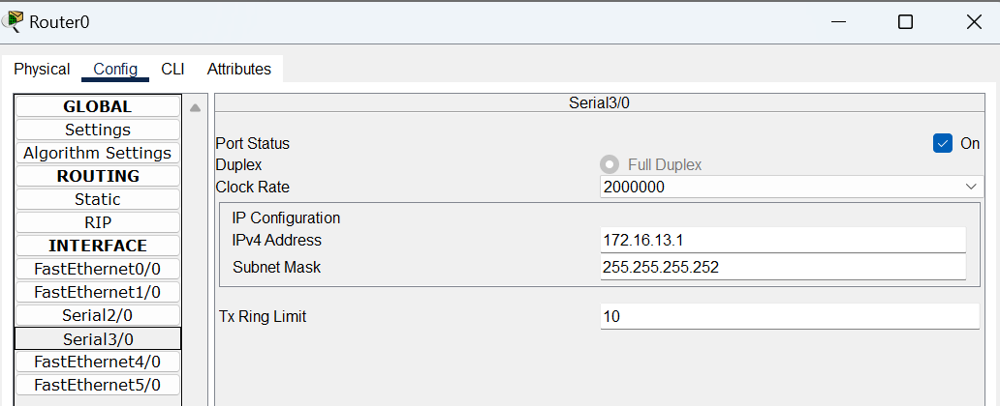 Router0
Physical Config CLI Attributes
GLOBAL
Settings
Algorithm Settings
ROUTING
Static
RIP
INTERFACE
FastEthernet0/0
FastEthernet1/0
Serial2/0
Serial3/0
FastEthernet4/0
FastEthernet5/0
Serial3/0
Port Status On
Duplex Full Duplex
Clock Rate 2000000
IP Configuration
IPv4 Address 172.16.13.1
Subnet Mask 255.255.255.252
Tx Ring Limit 10